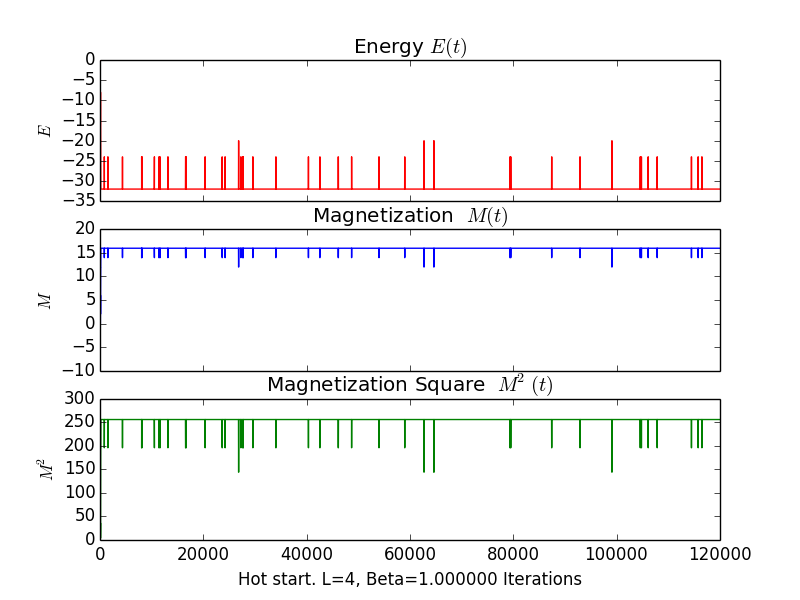 Energy E(t)
0
−5
−10
−15
−20
−25
−30
−35
E
Magnetization M(t)
20
15
10
5
0
−5
−10
M
Magnetization Square M² (t)
300
250
200
150
100
50
0
M²
0 20000 40000 60000 80000 100000 120000
Hot start. L=4, Beta=1.000000 Iterations